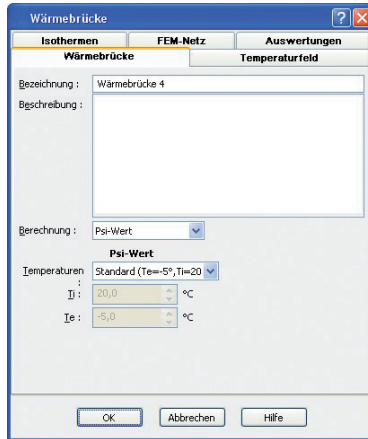 Wärmebrücke
Isothermen FEM-Netz Auswertungen
Wärmebrücke Temperaturfeld
Bezeichnung : Wärmebrücke 4
Beschreibung :
Berechnung : Psi-Wert
Psi-Wert
Temperaturen : Standard (Te=-5°,Ti=20
Ti : 20,0 °C
Te : -5,0 °C
OK Abbrechen Hilfe